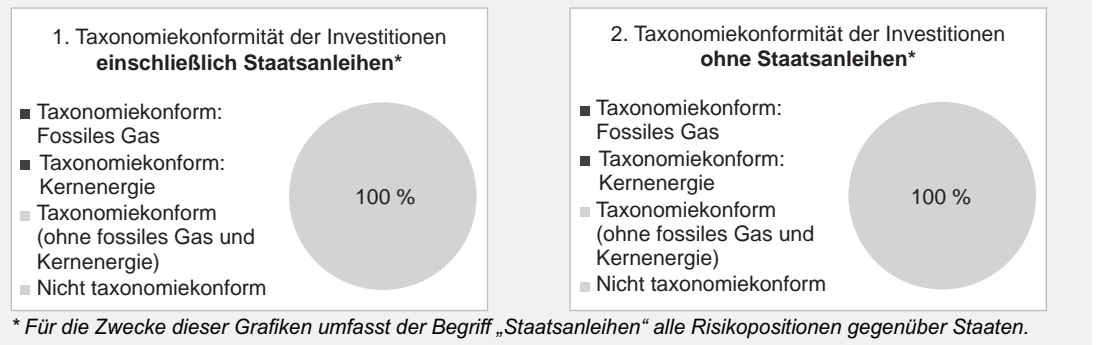 1. Taxonomiekonformität der Investitionen
einschließlich Staatsanleihen*
Taxonomiekonform:
Fossiles Gas
Taxonomiekonform:
Kernenergie
Taxonomiekonform
(ohne fossiles Gas und
Kernenergie)
Nicht taxonomiekonform
100 %
2. Taxonomiekonformität der Investitionen
ohne Staatsanleihen*
Taxonomiekonform:
Fossiles Gas
Taxonomiekonform:
Kernenergie
Taxonomiekonform
(ohne fossiles Gas und
Kernenergie)
Nicht taxonomiekonform
100 %
* Für die Zwecke dieser Grafiken umfasst der Begriff „Staatsanleihen“ alle Risikopositionen gegenüber Staaten.